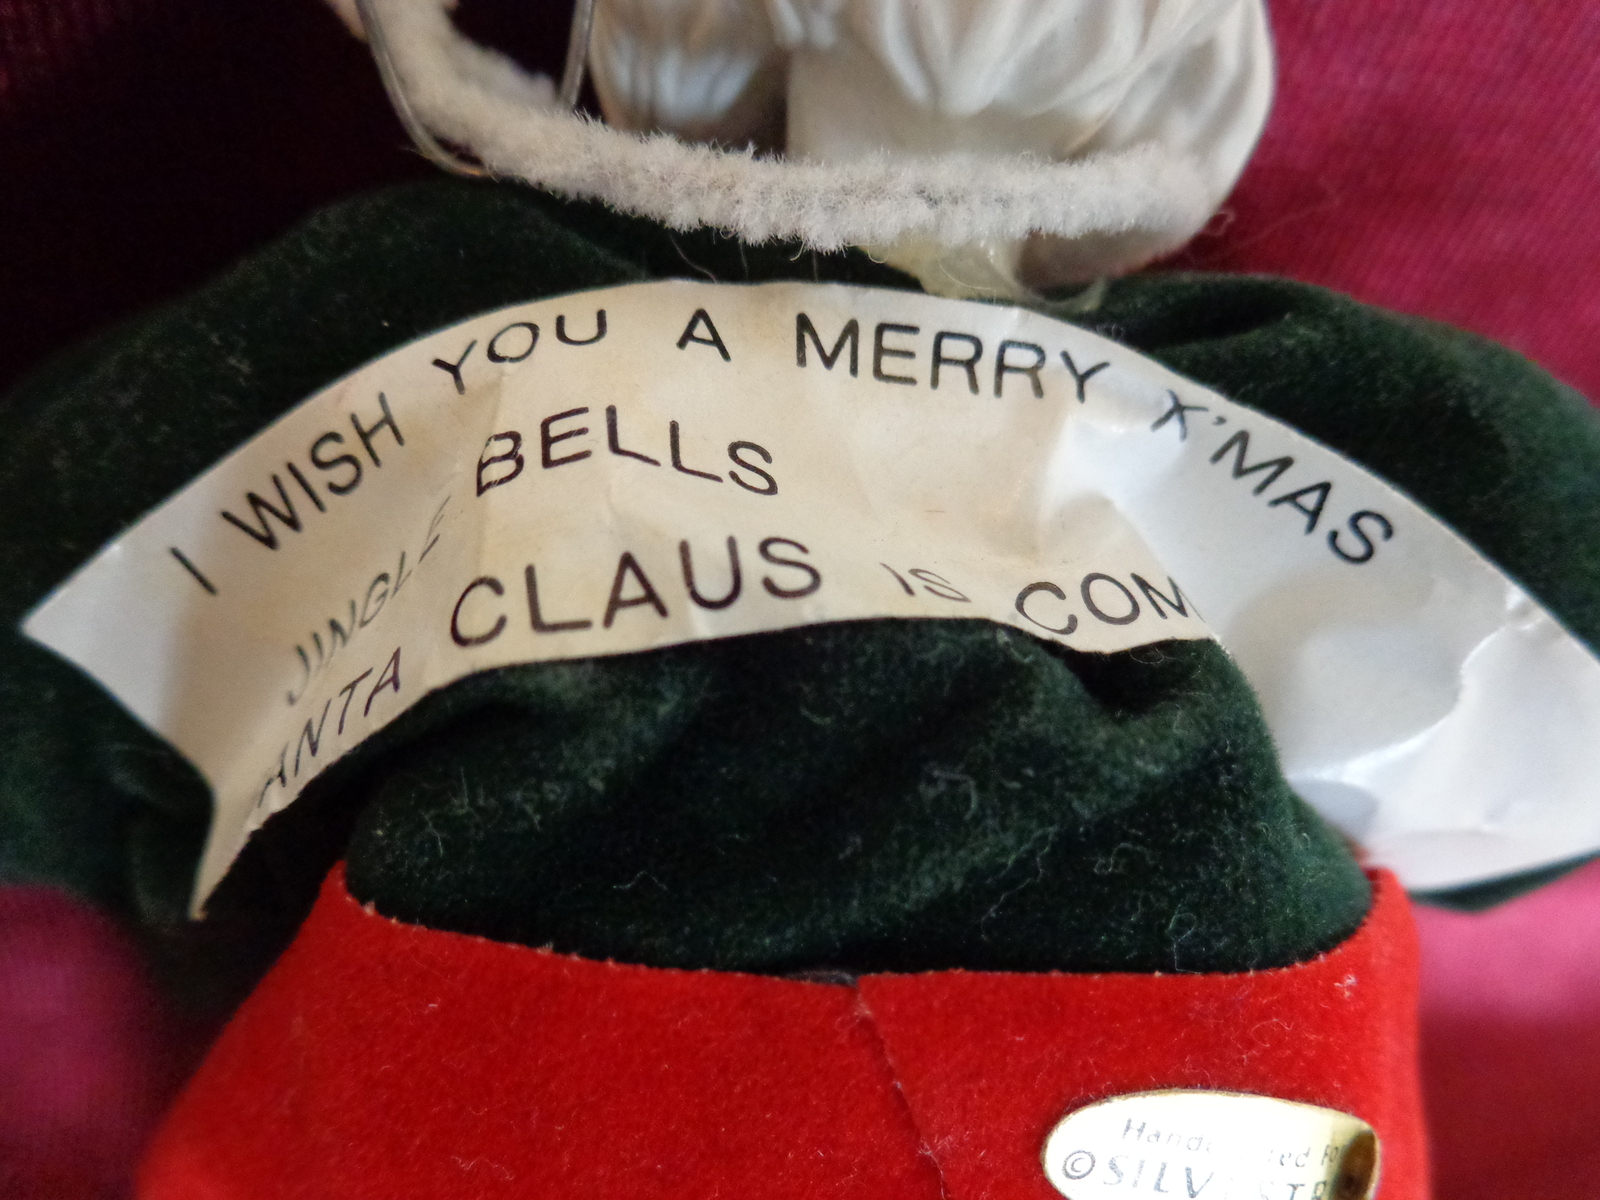 I WISH YOU A MERRY X'MAS
JINGLE BELLS
ANTA CLAUS IS COM
©SILVESTR